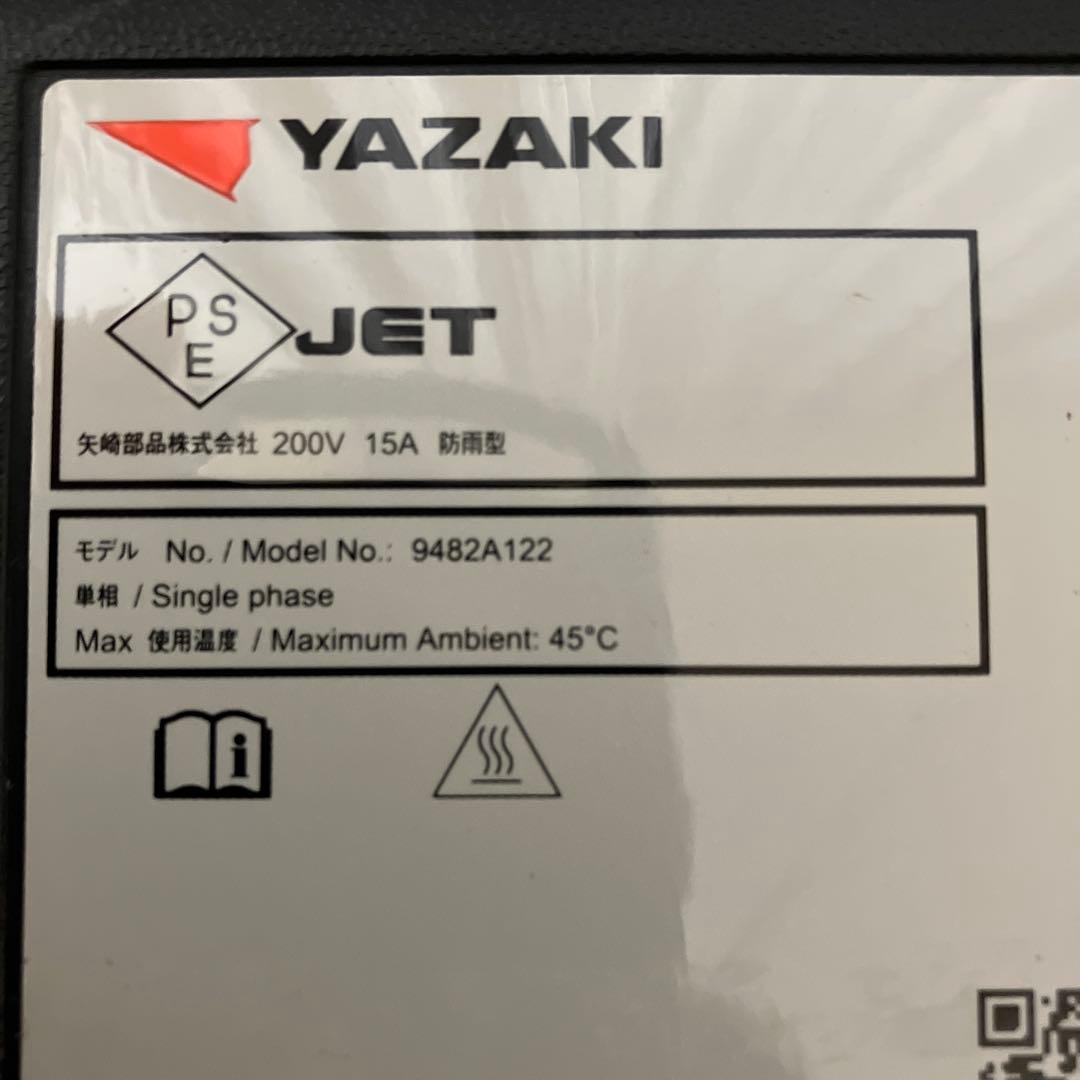 YAZAKI
PS
E
JET
矢崎部品株式会社 200V 15A 防雨型
モデル No. / Model No.: 9482A122
単相 / Single phase
Max 使用温度 / Maximum Ambient: 45°C
i